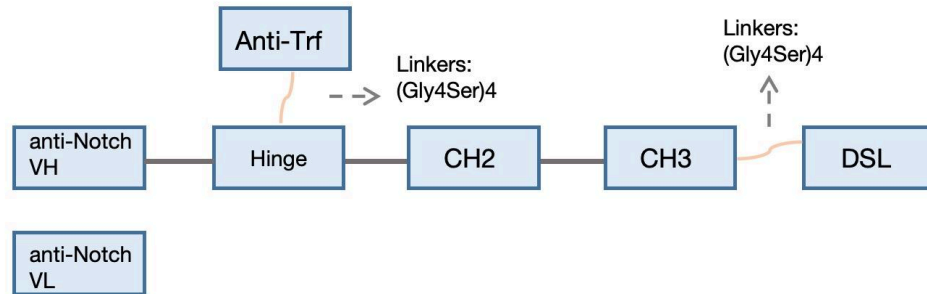 Anti-Trf
Linkers:
(Gly4Ser)4
Linkers:
(Gly4Ser)4
anti-Notch
VH
Hinge
CH2
CH3
DSL
anti-Notch
VL